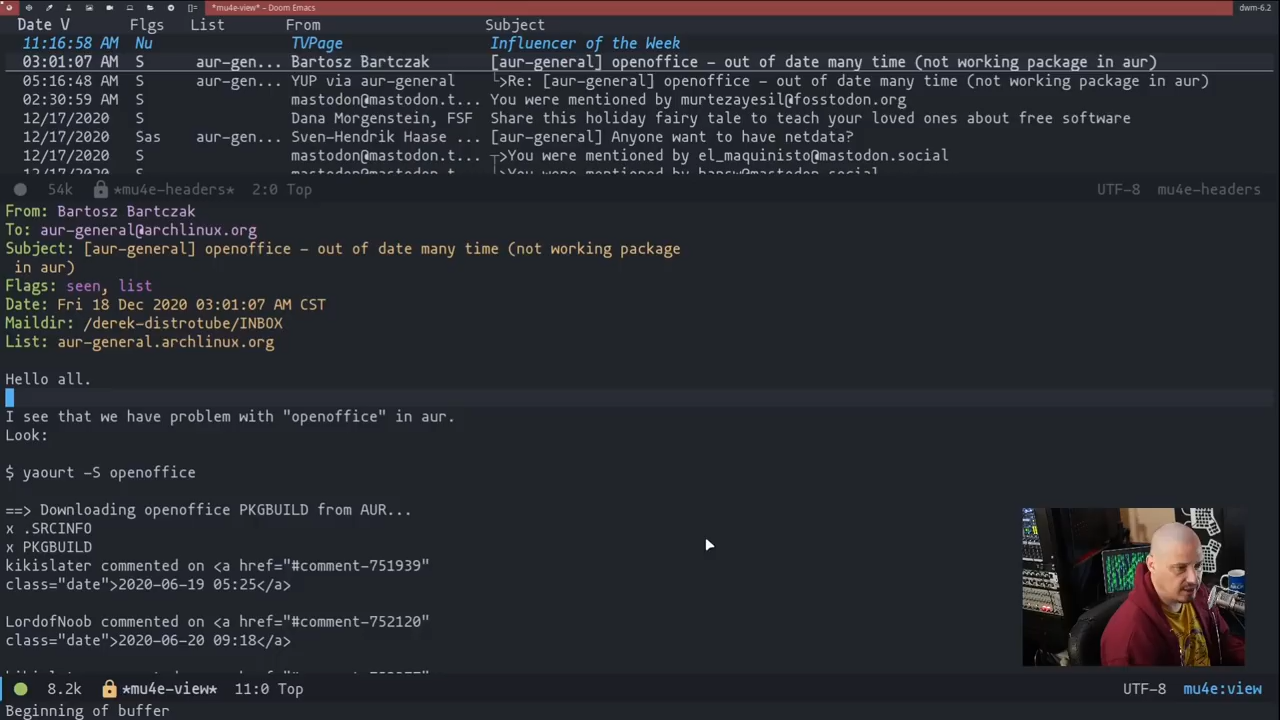 *mu4e-view* – Doom Emacs
dwm-6.2
Date V Flgs List From Subject
11:16:58 AM Nu TVPage Influencer of the Week
03:01:07 AM S aur-gen... Bartosz Bartczak [aur-general] openoffice – out of date many time (not working package in aur)
05:16:48 AM S aur-gen... YUP via aur-general └>Re: [aur-general] openoffice – out of date many time (not working package in aur)
02:30:59 AM S mastodon@mastodon.t... You were mentioned by murtezayesil@fosstodon.org
12/17/2020 S Dana Morgenstein, FSF Share this holiday fairy tale to teach your loved ones about free software
12/17/2020 Sas aur-gen... Sven-Hendrik Haase ... [aur-general] Anyone want to have netdata?
12/17/2020 S mastodon@mastodon.t... ┬>You were mentioned by el_maquinisto@mastodon.social
54k *mu4e-headers* 2:0 Top UTF-8 mu4e-headers
From: Bartosz Bartczak
To: aur-general@archlinux.org
Subject: [aur-general] openoffice – out of date many time (not working package
in aur)
Flags: seen, list
Date: Fri 18 Dec 2020 03:01:07 AM CST
Maildir: /derek-distrotube/INBOX
List: aur-general.archlinux.org
Hello all.
I see that we have problem with "openoffice" in aur.
Look:
$ yaourt -S openoffice
==> Downloading openoffice PKGBUILD from AUR...
x .SRCINFO
x PKGBUILD
kikislater commented on <a href="#comment-751939"
class="date">2020-06-19 05:25</a>
LordofNoob commented on <a href="#comment-752120"
class="date">2020-06-20 09:18</a>
8.2k *mu4e-view* 11:0 Top UTF-8 mu4e:view
Beginning of buffer